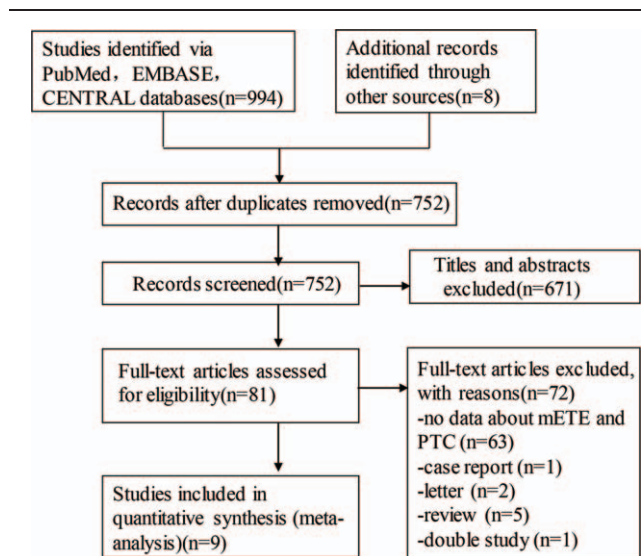 Studies identified via
PubMed，EMBASE，
CENTRAL databases(n=994)
Additional records
identified through
other sources(n=8)
Records after duplicates removed(n=752)
Records screened(n=752)
Titles and abstracts
excluded(n=671)
Full-text articles assessed
for eligibility(n=81)
Full-text articles excluded,
with reasons(n=72)
-no data about mETE and
PTC(n=63)
-case report(n=1)
-letter(n=2)
-review(n=5)
-double study(n=1)
Studies included in
quantitative synthesis (meta-
analysis)(n=9)